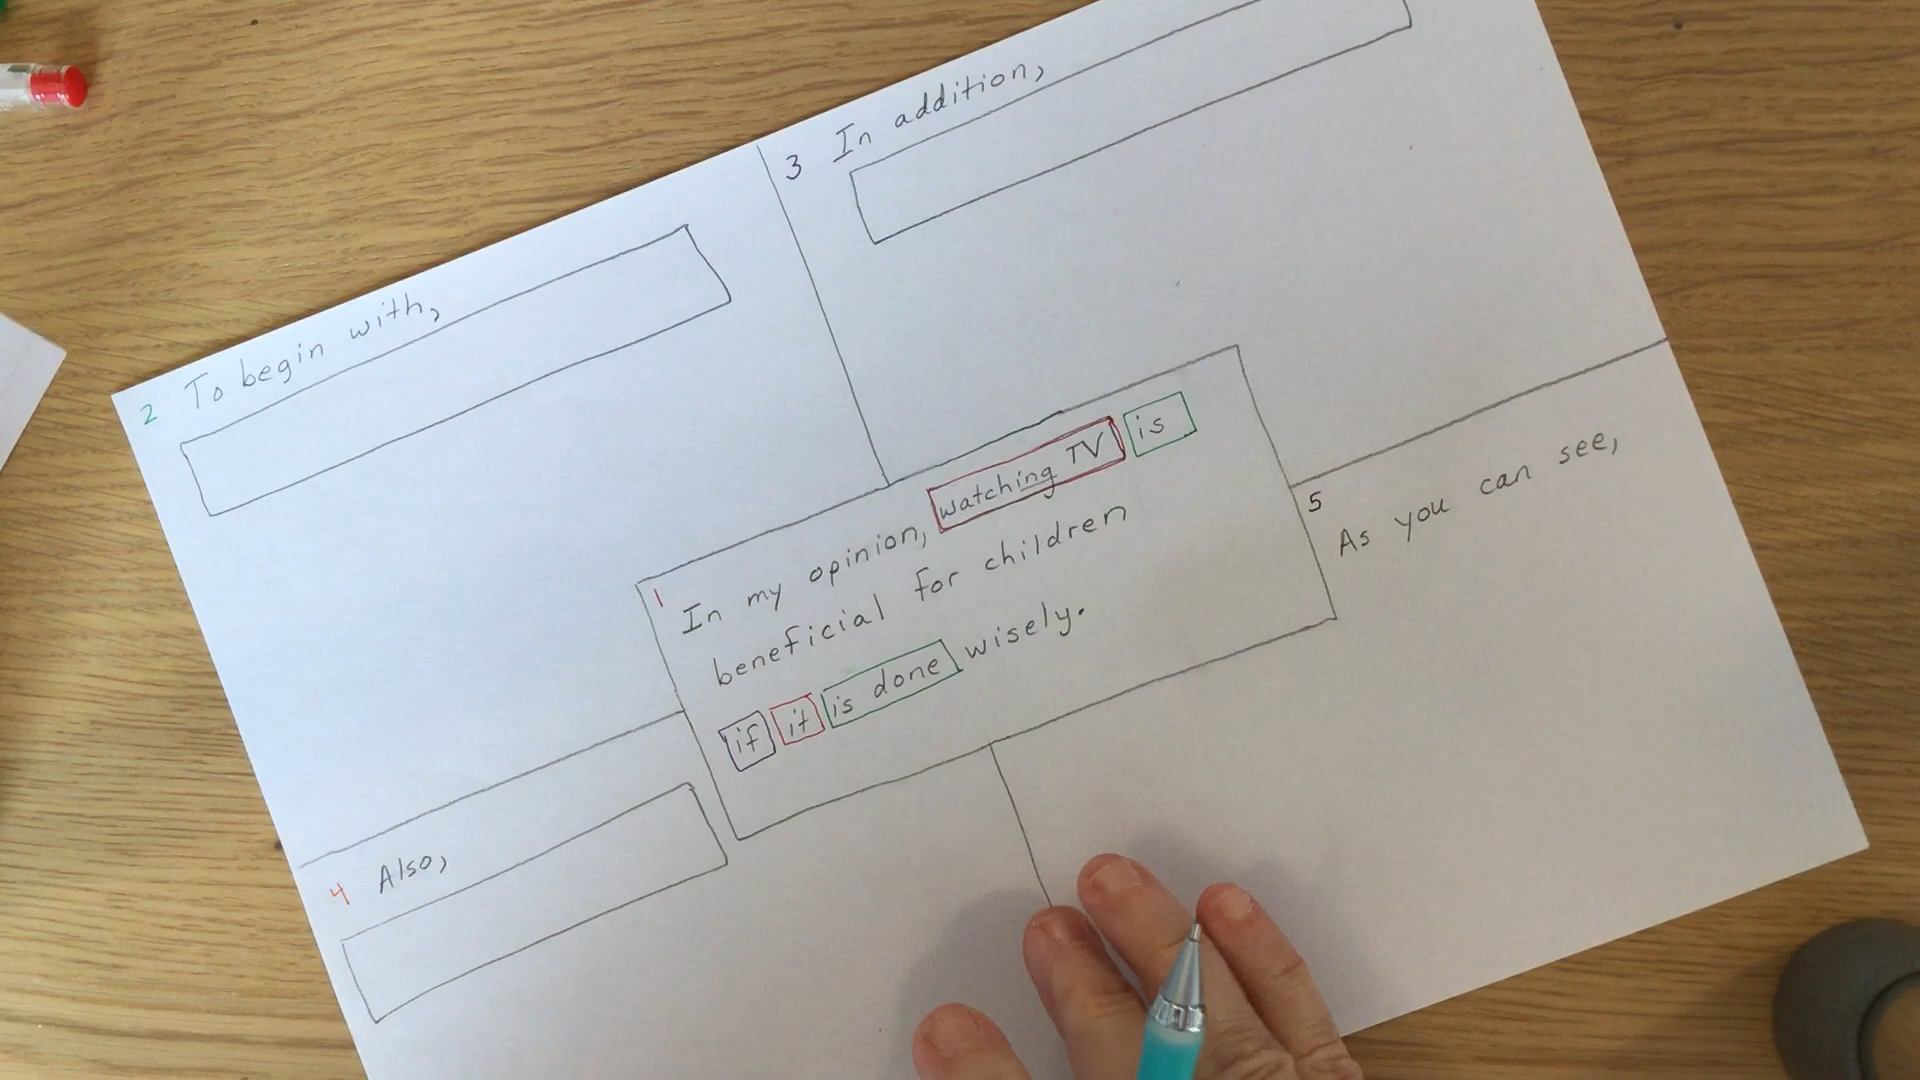 2 To begin with,
3 In addition,
1 In my opinion, watching TV is
beneficial for children
if it is done wisely.
4 Also,
5 As you can see,